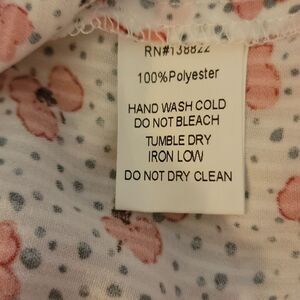 RN#138822
100%Polyester
HAND WASH COLD
DO NOT BLEACH
TUMBLE DRY
IRON LOW
DO NOT DRY CLEAN